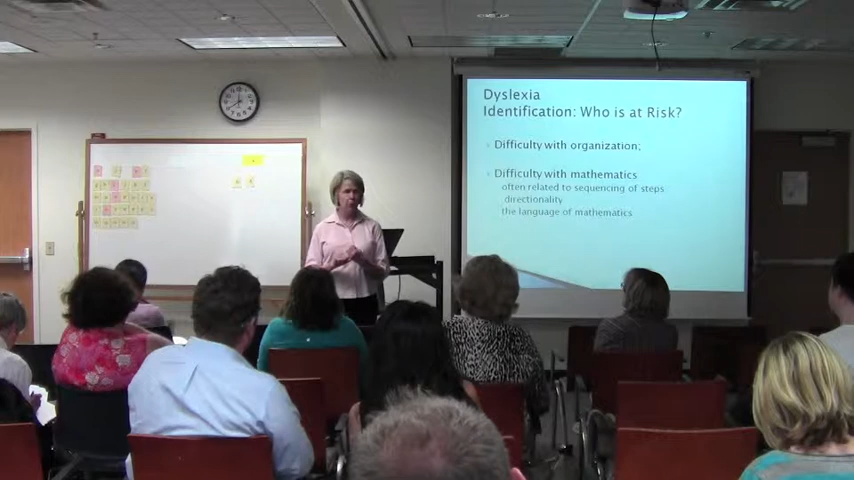 Dyslexia
Identification: Who is at Risk?
Difficulty with organization;
Difficulty with mathematics
often related to sequencing of steps
directionality
the language of mathematics